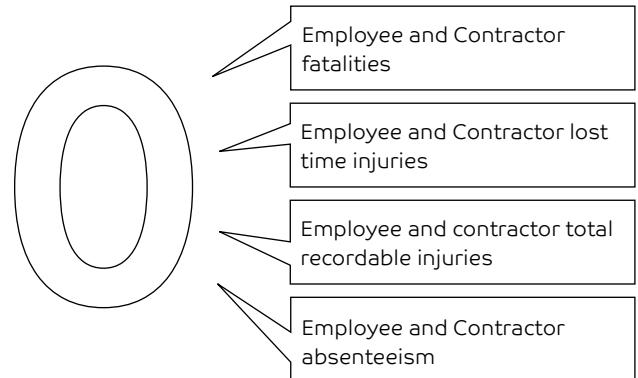 0
Employee and Contractor
fatalities
Employee and Contractor lost
time injuries
Employee and contractor total
recordable injuries
Employee and Contractor
absenteeism